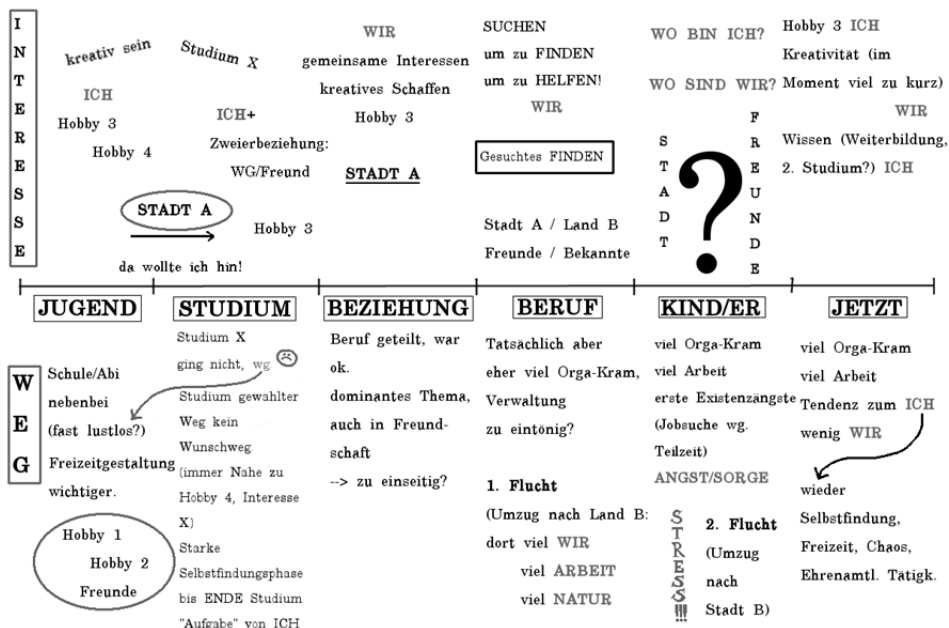 INTERESSE
kreativ sein
Studium X
ICH
Hobby 3
Hobby 4
STADT A
da wollte ich hin!
ICH+
Zweierbeziehung:
WG/Freund
Hobby 3
WIR
gemeinsame Interessen
kreatives Schaffen
Hobby 3
STADT A
SUCHEN
um zu FINDEN
um zu HELFEN!
WIR
Gesuchtes FINDEN
Stadt A / Land B
Freunde / Bekannte
WO BIN ICH?
WO SIND WIR?
STADT
?
FREUNDE
Hobby 3 ICH
Kreativität (im
Moment viel zu kurz)
WIR
Wissen (Weiterbildung,
2. Studium?) ICH
JUGEND
STUDIUM
BEZIEHUNG
BERUF
KIND/ER
JETZT
WEG
Schule/Abi
nebenbei
(fast lustlos?)
Freizeitgestaltung
wichtiger.
Hobby 1
Hobby 2
Freunde
Studium X
ging nicht, wg
Studium gewählter
Weg kein
Wunschweg
(immer Nahe zu
Hobby 4, Interesse
X)
Starke
Selbstfindungsphase
bis ENDE Studium
"Aufgabe" von ICH
Beruf geteilt, war
ok.
dominantes Thema,
auch in Freund-
schaft
--> zu einseitig?
Tatsächlich aber
eher viel Orga-Kram,
Verwaltung
zu eintönig?
1. Flucht
(Umzug nach Land B:
dort viel WIR
viel ARBEIT
viel NATUR
viel Orga-Kram
viel Arbeit
erste Existenzängste
(Jobsuche wg.
Teilzeit)
ANGST/SORGE
STRESS!!!
2. Flucht
(Umzug
nach
Stadt B)
viel Orga-Kram
viel Arbeit
Tendenz zum ICH
wenig WIR
wieder
Selbstfindung,
Freizeit, Chaos,
Ehrenamtl. Tätigk.